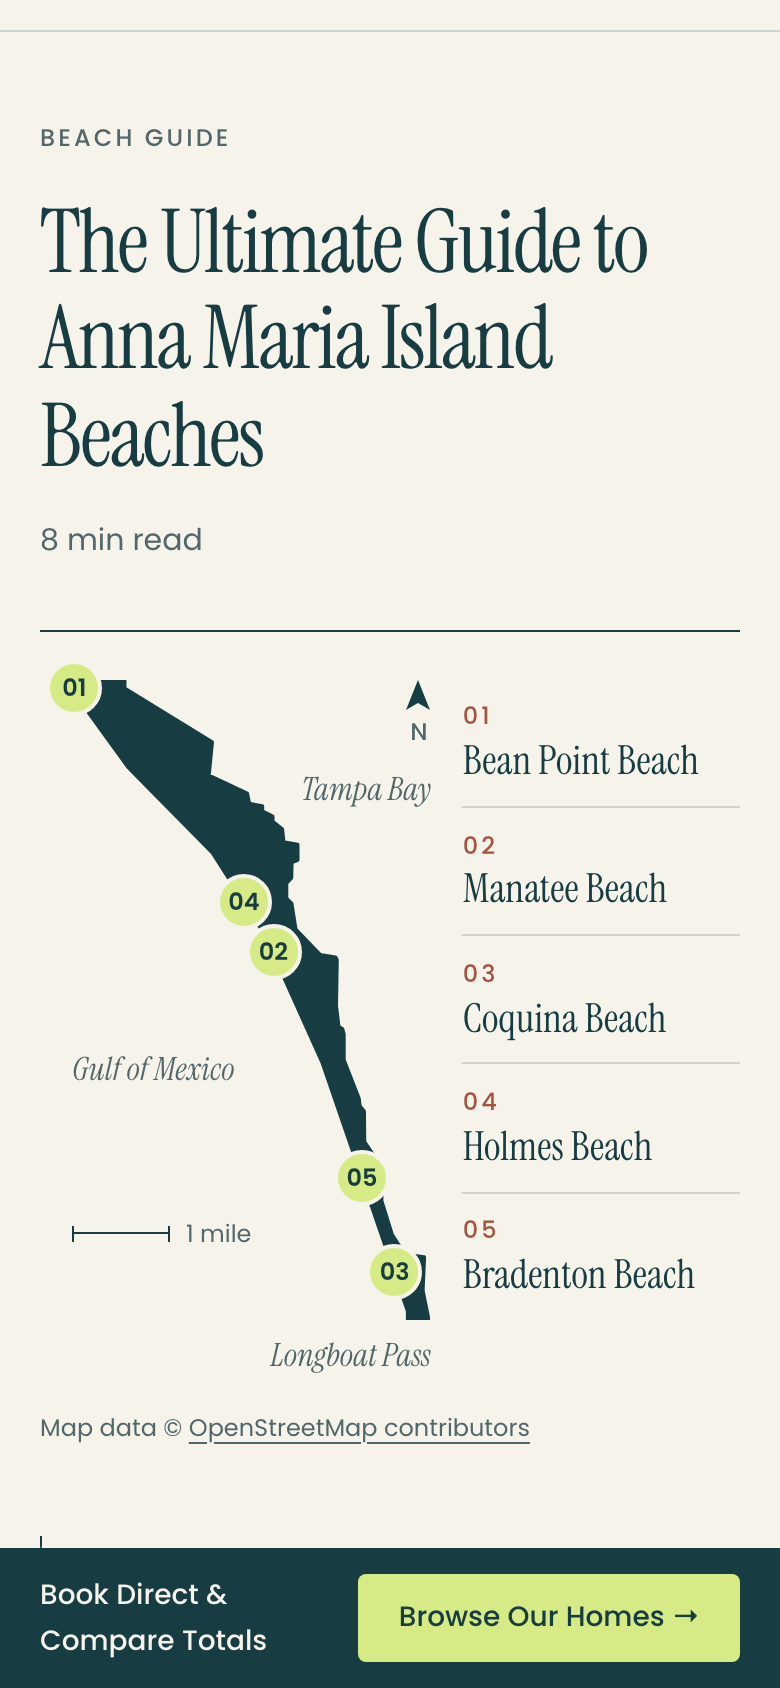 BEACH GUIDE
The Ultimate Guide to
Anna Maria Island
Beaches
8 min read
01
N
Tampa Bay
04
02
Gulf of Mexico
05
1 mile
03
Longboat Pass
01
Bean Point Beach
02
Manatee Beach
03
Coquina Beach
04
Holmes Beach
05
Bradenton Beach
Map data © OpenStreetMap contributors
Book Direct &
Compare Totals
Browse Our Homes →